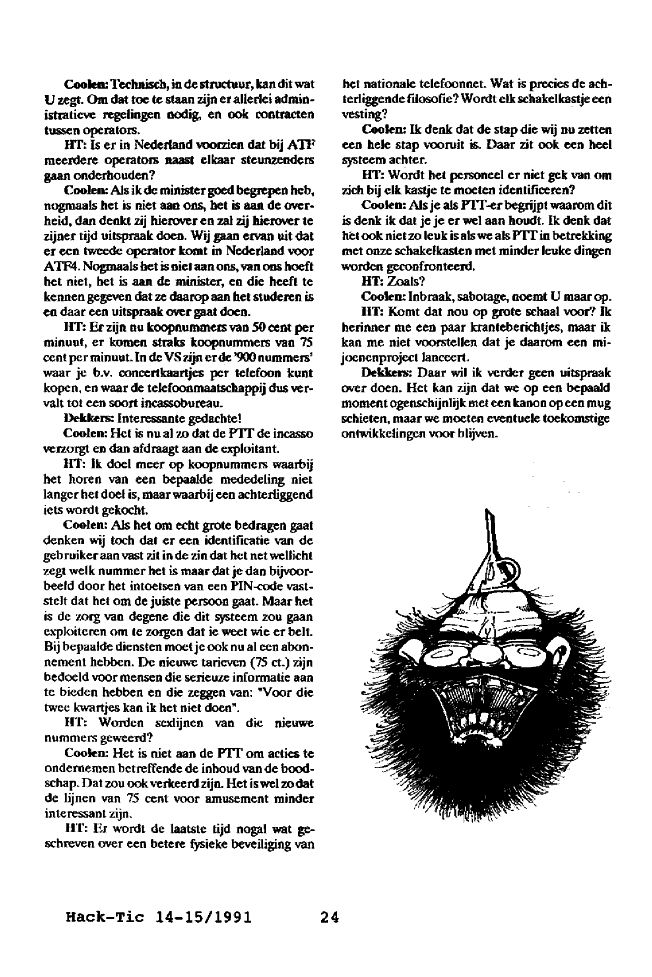 Coolen: Technisch, in de structuur, kan dit wat
U zegt. Om dat toe te staan zijn er allerlei admin-
istratieve regelingen nodig, en ook contracten
tussen operators.
HT: Is er in Nederland voorzien dat bij ATF
meerdere operators naast elkaar steunzenders
gaan onderhouden?
Coolen: Als ik de minister goed begrepen heb,
nogmaals het is niet aan ons, het is aan de over-
heid, dan denkt zij hierover en zal zij hierover te
zijner tijd uitspraak doen. Wij gaan ervan uit dat
er een tweede operator komt in Nederland voor
ATF4. Nogmaals het is niet aan ons, van ons hoeft
het niet, het is aan de minister, en die heeft te
kennen gegeven dat ze daarop aan het studeren is
en daar een uitspraak over gaat doen.
HT: Er zijn nu koopnummers van 50 cent per
minuut, er komen straks koopnummers van 75
cent per minuut. In de VS zijn er de '900 nummers'
waar je b.v. concertkaartjes per telefoon kunt
kopen, en waar de telefoonmaatschappij dus ver-
valt tot een soort incassobureau.
Dekkers: Interessante gedachte!
Coolen: Het is nu al zo dat de PTT de incasso
verzorgt en dan afdraagt aan de exploitant.
HT: Ik doel meer op koopnummers waarbij
het horen van een bepaalde mededeling niet
langer het doel is, maar waarbij een achterliggend
iets wordt gekocht.
Coolen: Als het om echt grote bedragen gaat
denken wij toch dat er een identificatie van de
gebruiker aan vast zit in de zin dat het net wellicht
zegt welk nummer het is maar dat je dan bijvoor-
beeld door het intoetsen van een PIN-code vast-
stelt dat het om de juiste persoon gaat. Maar het
is de zorg van degene die dit systeem zou gaan
exploiteren om te zorgen dat ie weet wie er belt.
Bij bepaalde diensten moet je ook nu al een abon-
nement hebben. De nieuwe tarieven (75 ct.) zijn
bedoeld voor mensen die serieuze informatie aan
te bieden hebben en die zeggen van: "Voor die
twee kwartjes kan ik het niet doen".
HT: Worden sexlijnen van die nieuwe
nummers geweerd?
Coolen: Het is niet aan de PTT om acties te
ondernemen betreffende de inhoud van de bood-
schap. Dat zou ook verkeerd zijn. Het is wel zo dat
de lijnen van 75 cent voor amusement minder
interessant zijn.
HT: Er wordt de laatste tijd nogal wat ge-
schreven over een betere fysieke beveiliging van
het nationale telefoonnet. Wat is precies de ach-
terliggende filosofie? Wordt elk schakelkastje een
vesting?
Coolen: Ik denk dat de stap die wij nu zetten
een hele stap vooruit is. Daar zit ook een heel
systeem achter.
HT: Wordt het personeel er niet gek van om
zich bij elk kastje te moeten identificeren?
Coolen: Als je als PTT-er begrijpt waarom dit
is denk ik dat je je er wel aan houdt. Ik denk dat
het ook niet zo leuk is als we als PTT in betrekking
met onze schakelkasten met minder leuke dingen
worden geconfronteerd.
HT: Zoals?
Coolen: Inbraak, sabotage, noemt U maar op.
HT: Komt dat nou op grote schaal voor? Ik
herinner me een paar kranteberichtjes, maar ik
kan me niet voorstellen dat je daarom een mi-
joenenproject lanceert.
Dekkers: Daar wil ik verder geen uitspraak
over doen. Het kan zijn dat we op een bepaald
moment ogenschijnlijk met een kanon op een mug
schieten, maar we moeten eventuele toekomstige
ontwikkelingen voor blijven.
Hack-Tic 14-15/1991 24